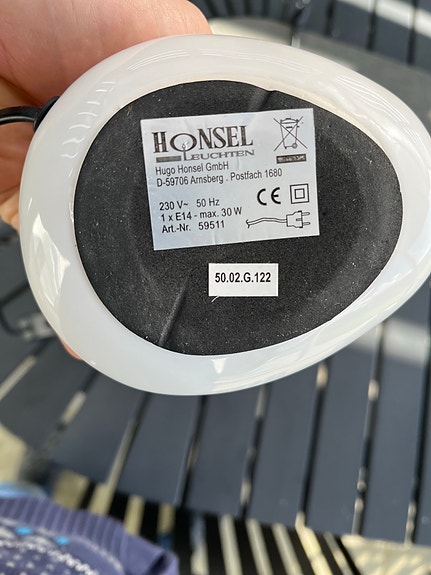 HONSEL
LEUCHTEN
Hugo Honsel GmbH
D-59706 Arnsberg . Postfach 1680
230 V~ 50 Hz
1 x E14 - max. 30 W
Art.-Nr. 59511
CE
50.02.G.122